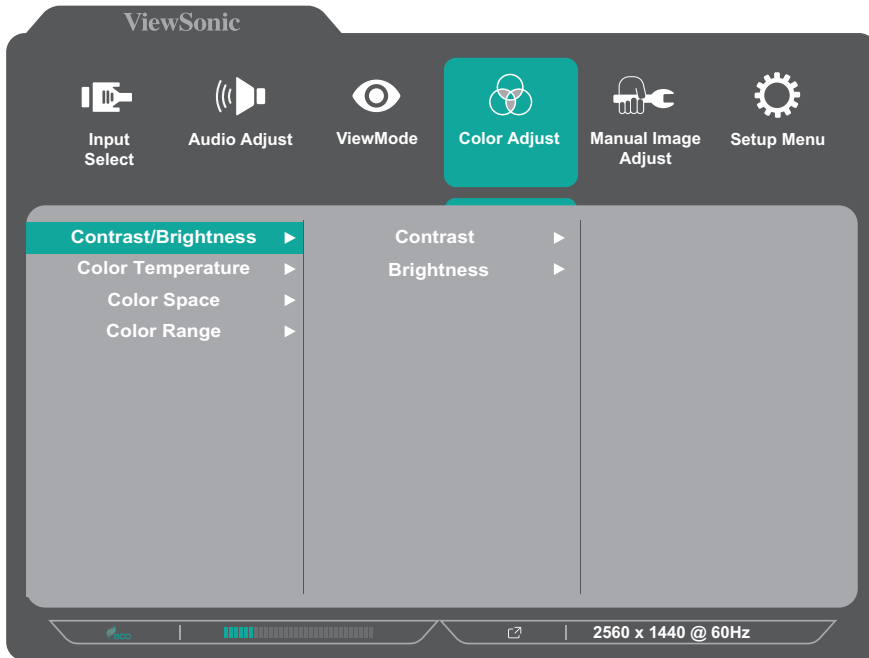 ViewSonic
Input
Select
Audio Adjust
ViewMode
Color Adjust
Manual Image
Adjust
Setup Menu
Contrast/Brightness
Color Temperature
Color Space
Color Range
Contrast
Brightness
eco
2560 x 1440 @ 60Hz